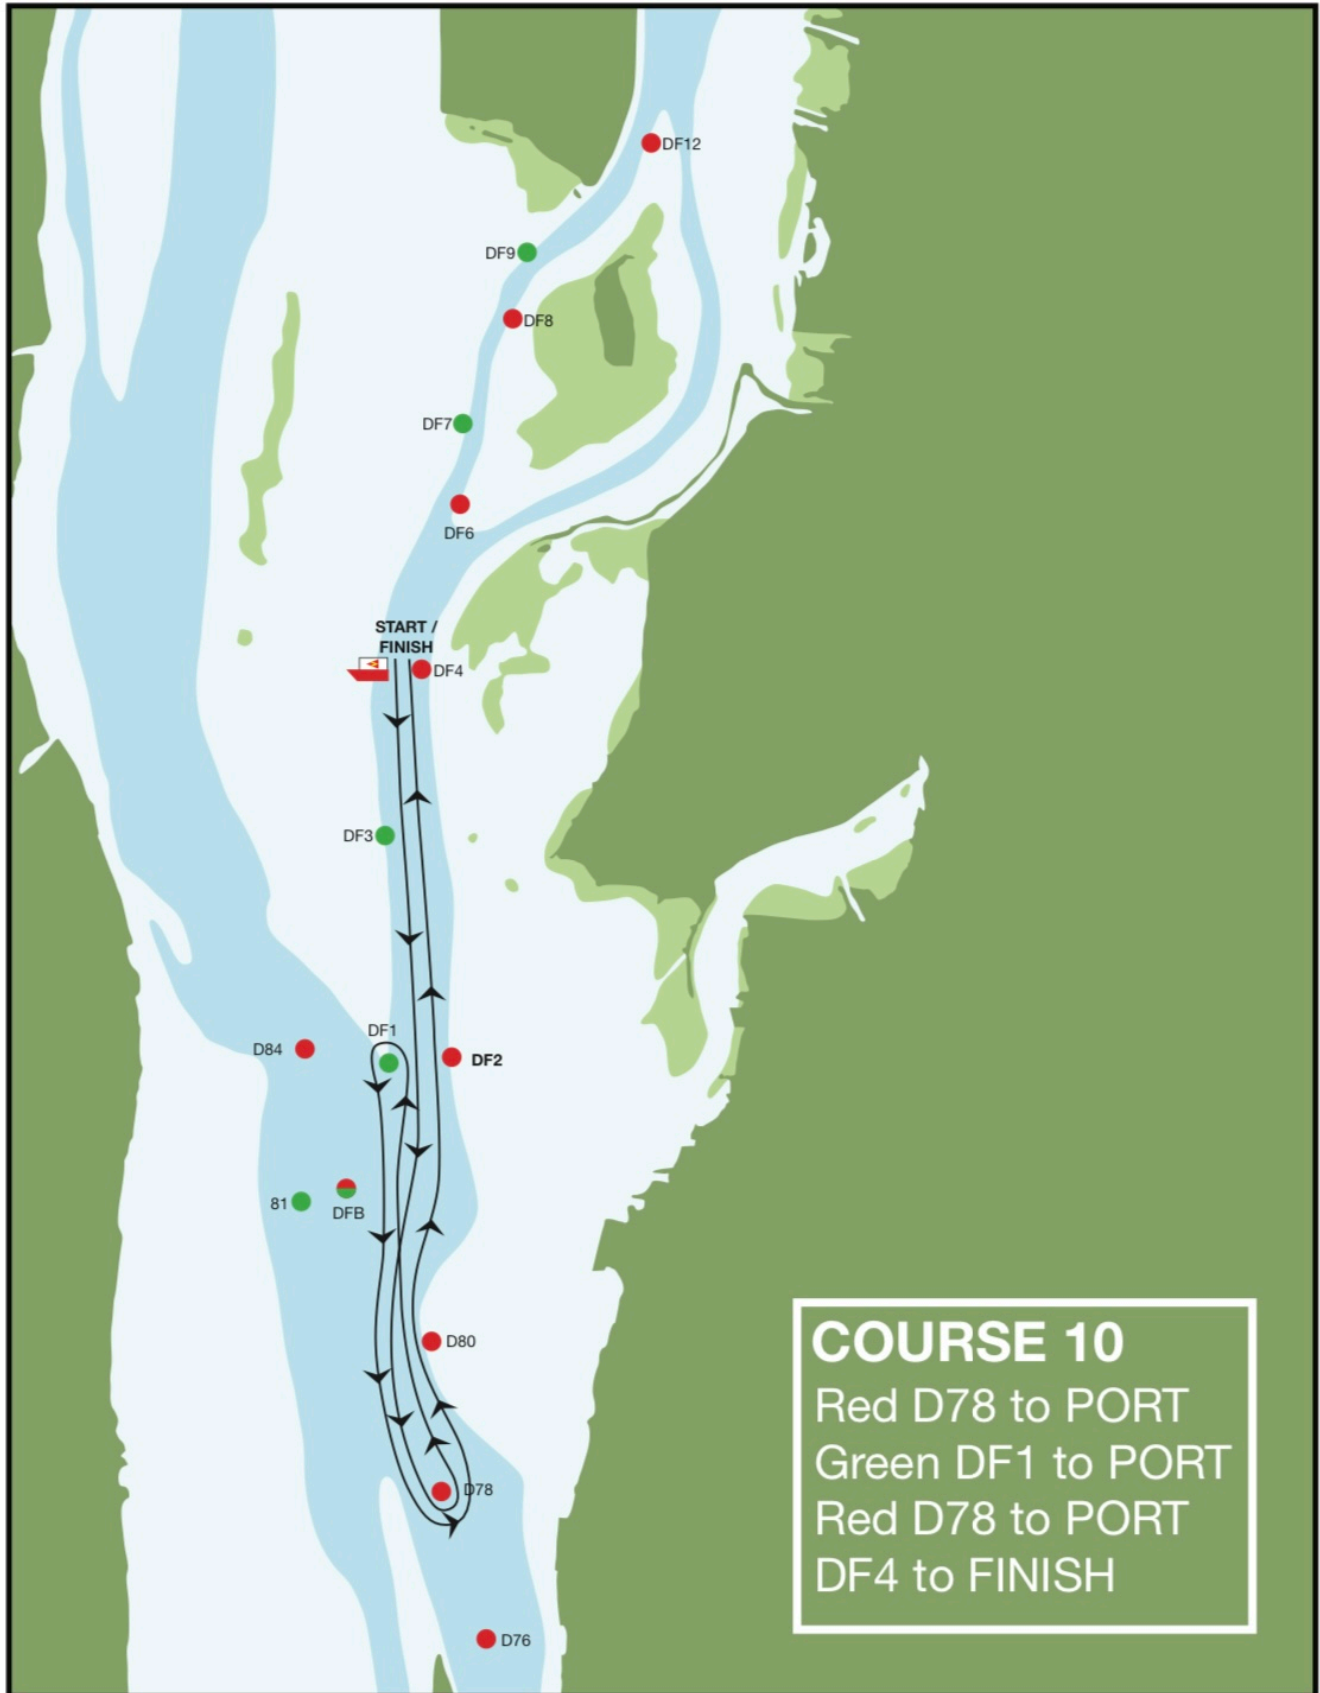 DF12
DF9
DF8
DF7
DF6
START /
FINISH
DF4
DF3
DF1
D84
DF2
81
DFB
D80
D78
D76
COURSE 10
Red D78 to PORT
Green DF1 to PORT
Red D78 to PORT
DF4 to FINISH